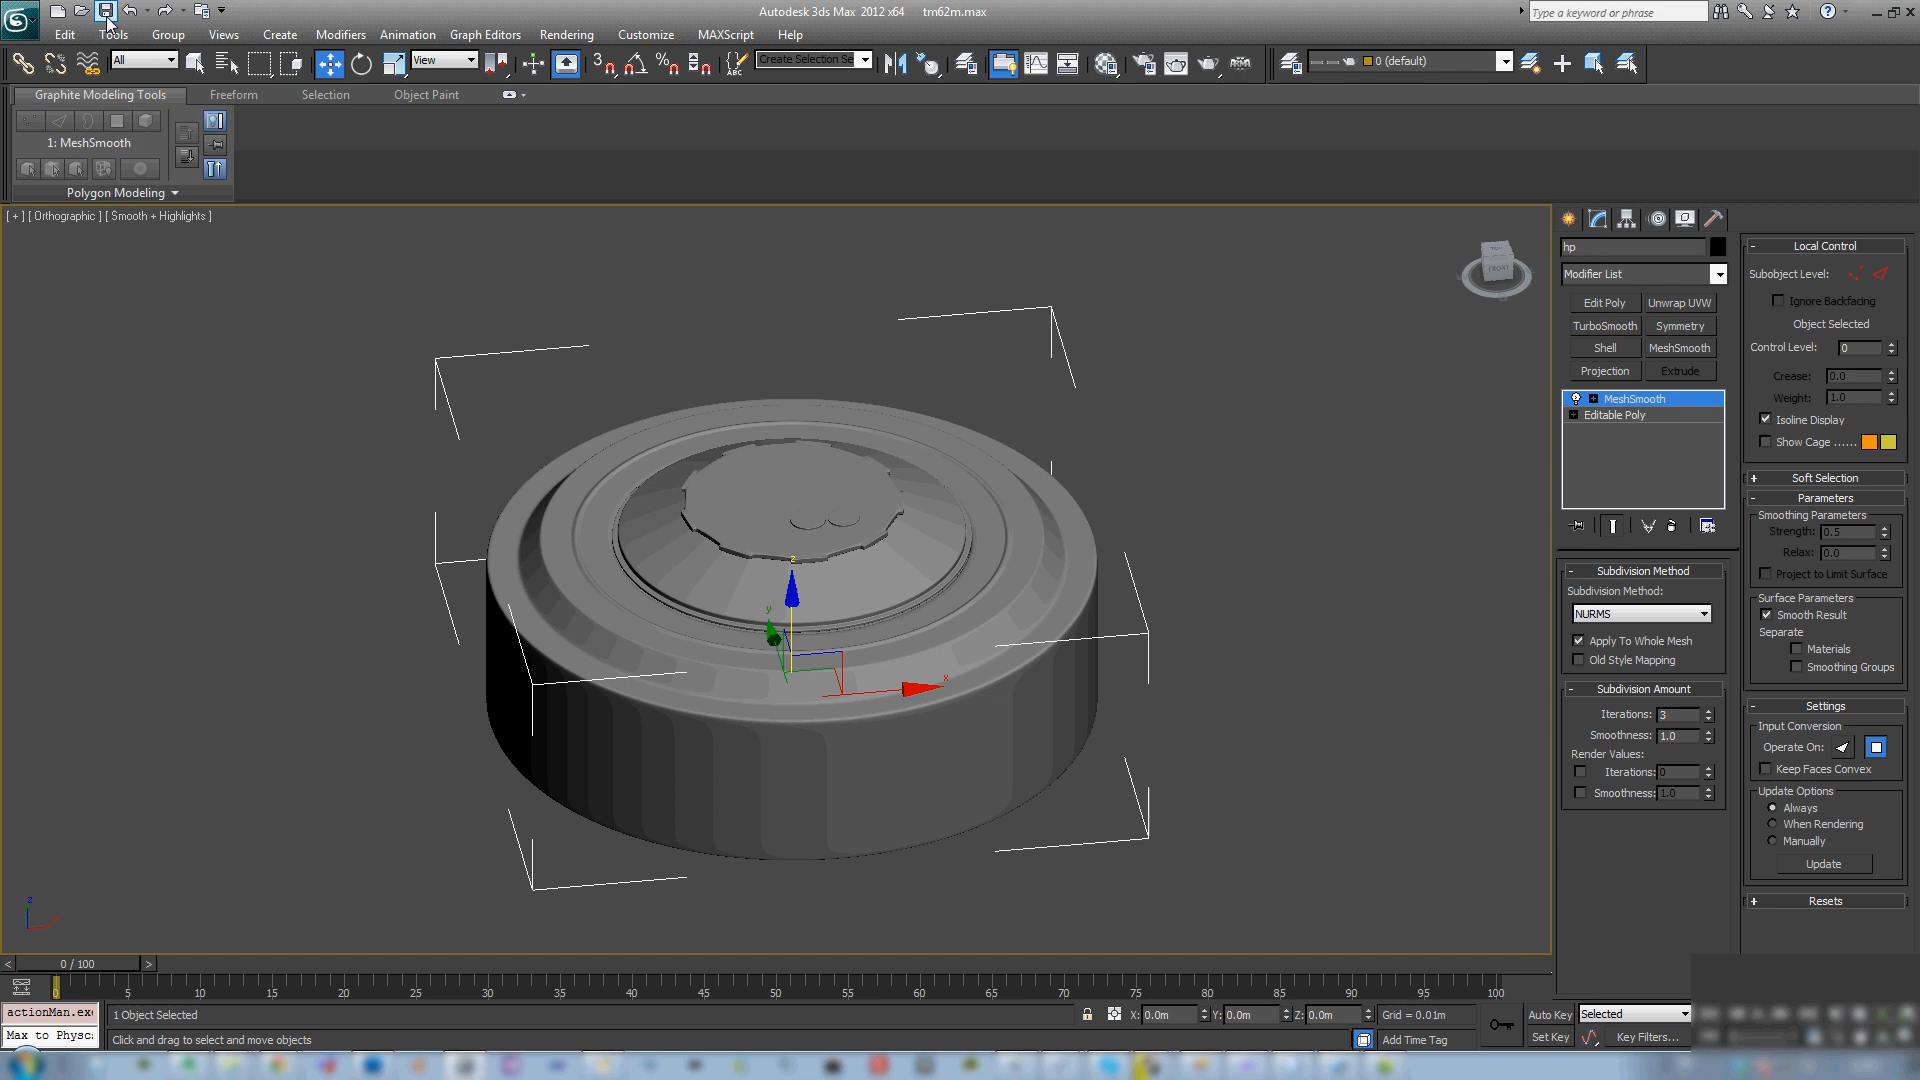 Autodesk 3ds Max 2012 x64 tm62m.max
Type a keyword or phrase
Edit Tools Group Views Create Modifiers Animation Graph Editors Rendering Customize MAXScript Help
All
View
Create Selection Se
0 (default)
Graphite Modeling Tools Freeform Selection Object Paint
1: MeshSmooth
Polygon Modeling
[ + ] [ Orthographic ] [ Smooth + Highlights ]
FRONT
z
y
x
z
hp
Modifier List
Edit Poly Unwrap UVW
TurboSmooth Symmetry
Shell MeshSmooth
Projection Extrude
MeshSmooth
Editable Poly
Subdivision Method
Subdivision Method:
NURMS
Apply To Whole Mesh
Old Style Mapping
Subdivision Amount
Iterations: 3
Smoothness: 1.0
Render Values:
Iterations: 0
Smoothness: 1.0
Local Control
Subobject Level:
Ignore Backfacing
Object Selected
Control Level: 0
Crease: 0.0
Weight: 1.0
Isoline Display
Show Cage ......
Soft Selection
Parameters
Smoothing Parameters
Strength: 0.5
Relax: 0.0
Project to Limit Surface
Surface Parameters
Smooth Result
Separate
Materials
Smoothing Groups
Settings
Input Conversion
Operate On:
Keep Faces Convex
Update Options
Always
When Rendering
Manually
Update
Resets
< 0 / 100 >
0 5 10 15 20 25 30 35 40 45 50 55 60 65 70 75 80 85 90 95 100
actionMan.exe
Max to Physc:
1 Object Selected
Click and drag to select and move objects
X: 0.0m Y: 0.0m Z: 0.0m Grid = 0.01m
Add Time Tag
Auto Key Selected
Set Key Key Filters...